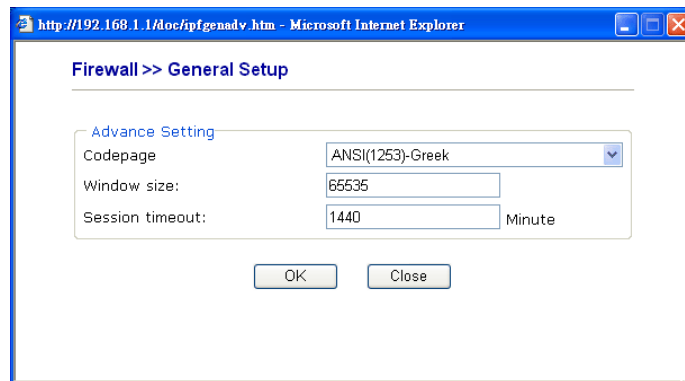 http://192.168.1.1/doc/ipfgenadv.htm - Microsoft Internet Explorer
Firewall >> General Setup
Advance Setting
Codepage ANSI(1253)-Greek
Window size: 65535
Session timeout: 1440 Minute
OK Close